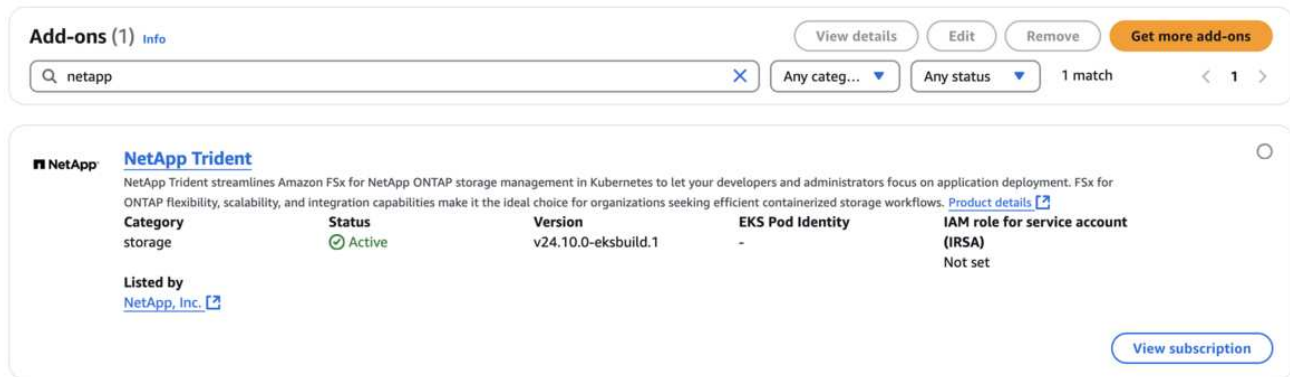 Add-ons (1) Info
View details
Edit
Remove
Get more add-ons
netapp
Any categ...
Any status
1 match
1
NetApp
NetApp Trident
NetApp Trident streamlines Amazon FSx for NetApp ONTAP storage management in Kubernetes to let your developers and administrators focus on application deployment. FSx for
ONTAP flexibility, scalability, and integration capabilities make it the ideal choice for organizations seeking efficient containerized storage workflows. Product details
Category
storage
Status
Active
Version
v24.10.0-eksbuild.1
EKS Pod Identity
-
IAM role for service account
(IRSA)
Not set
Listed by
NetApp, Inc.
View subscription